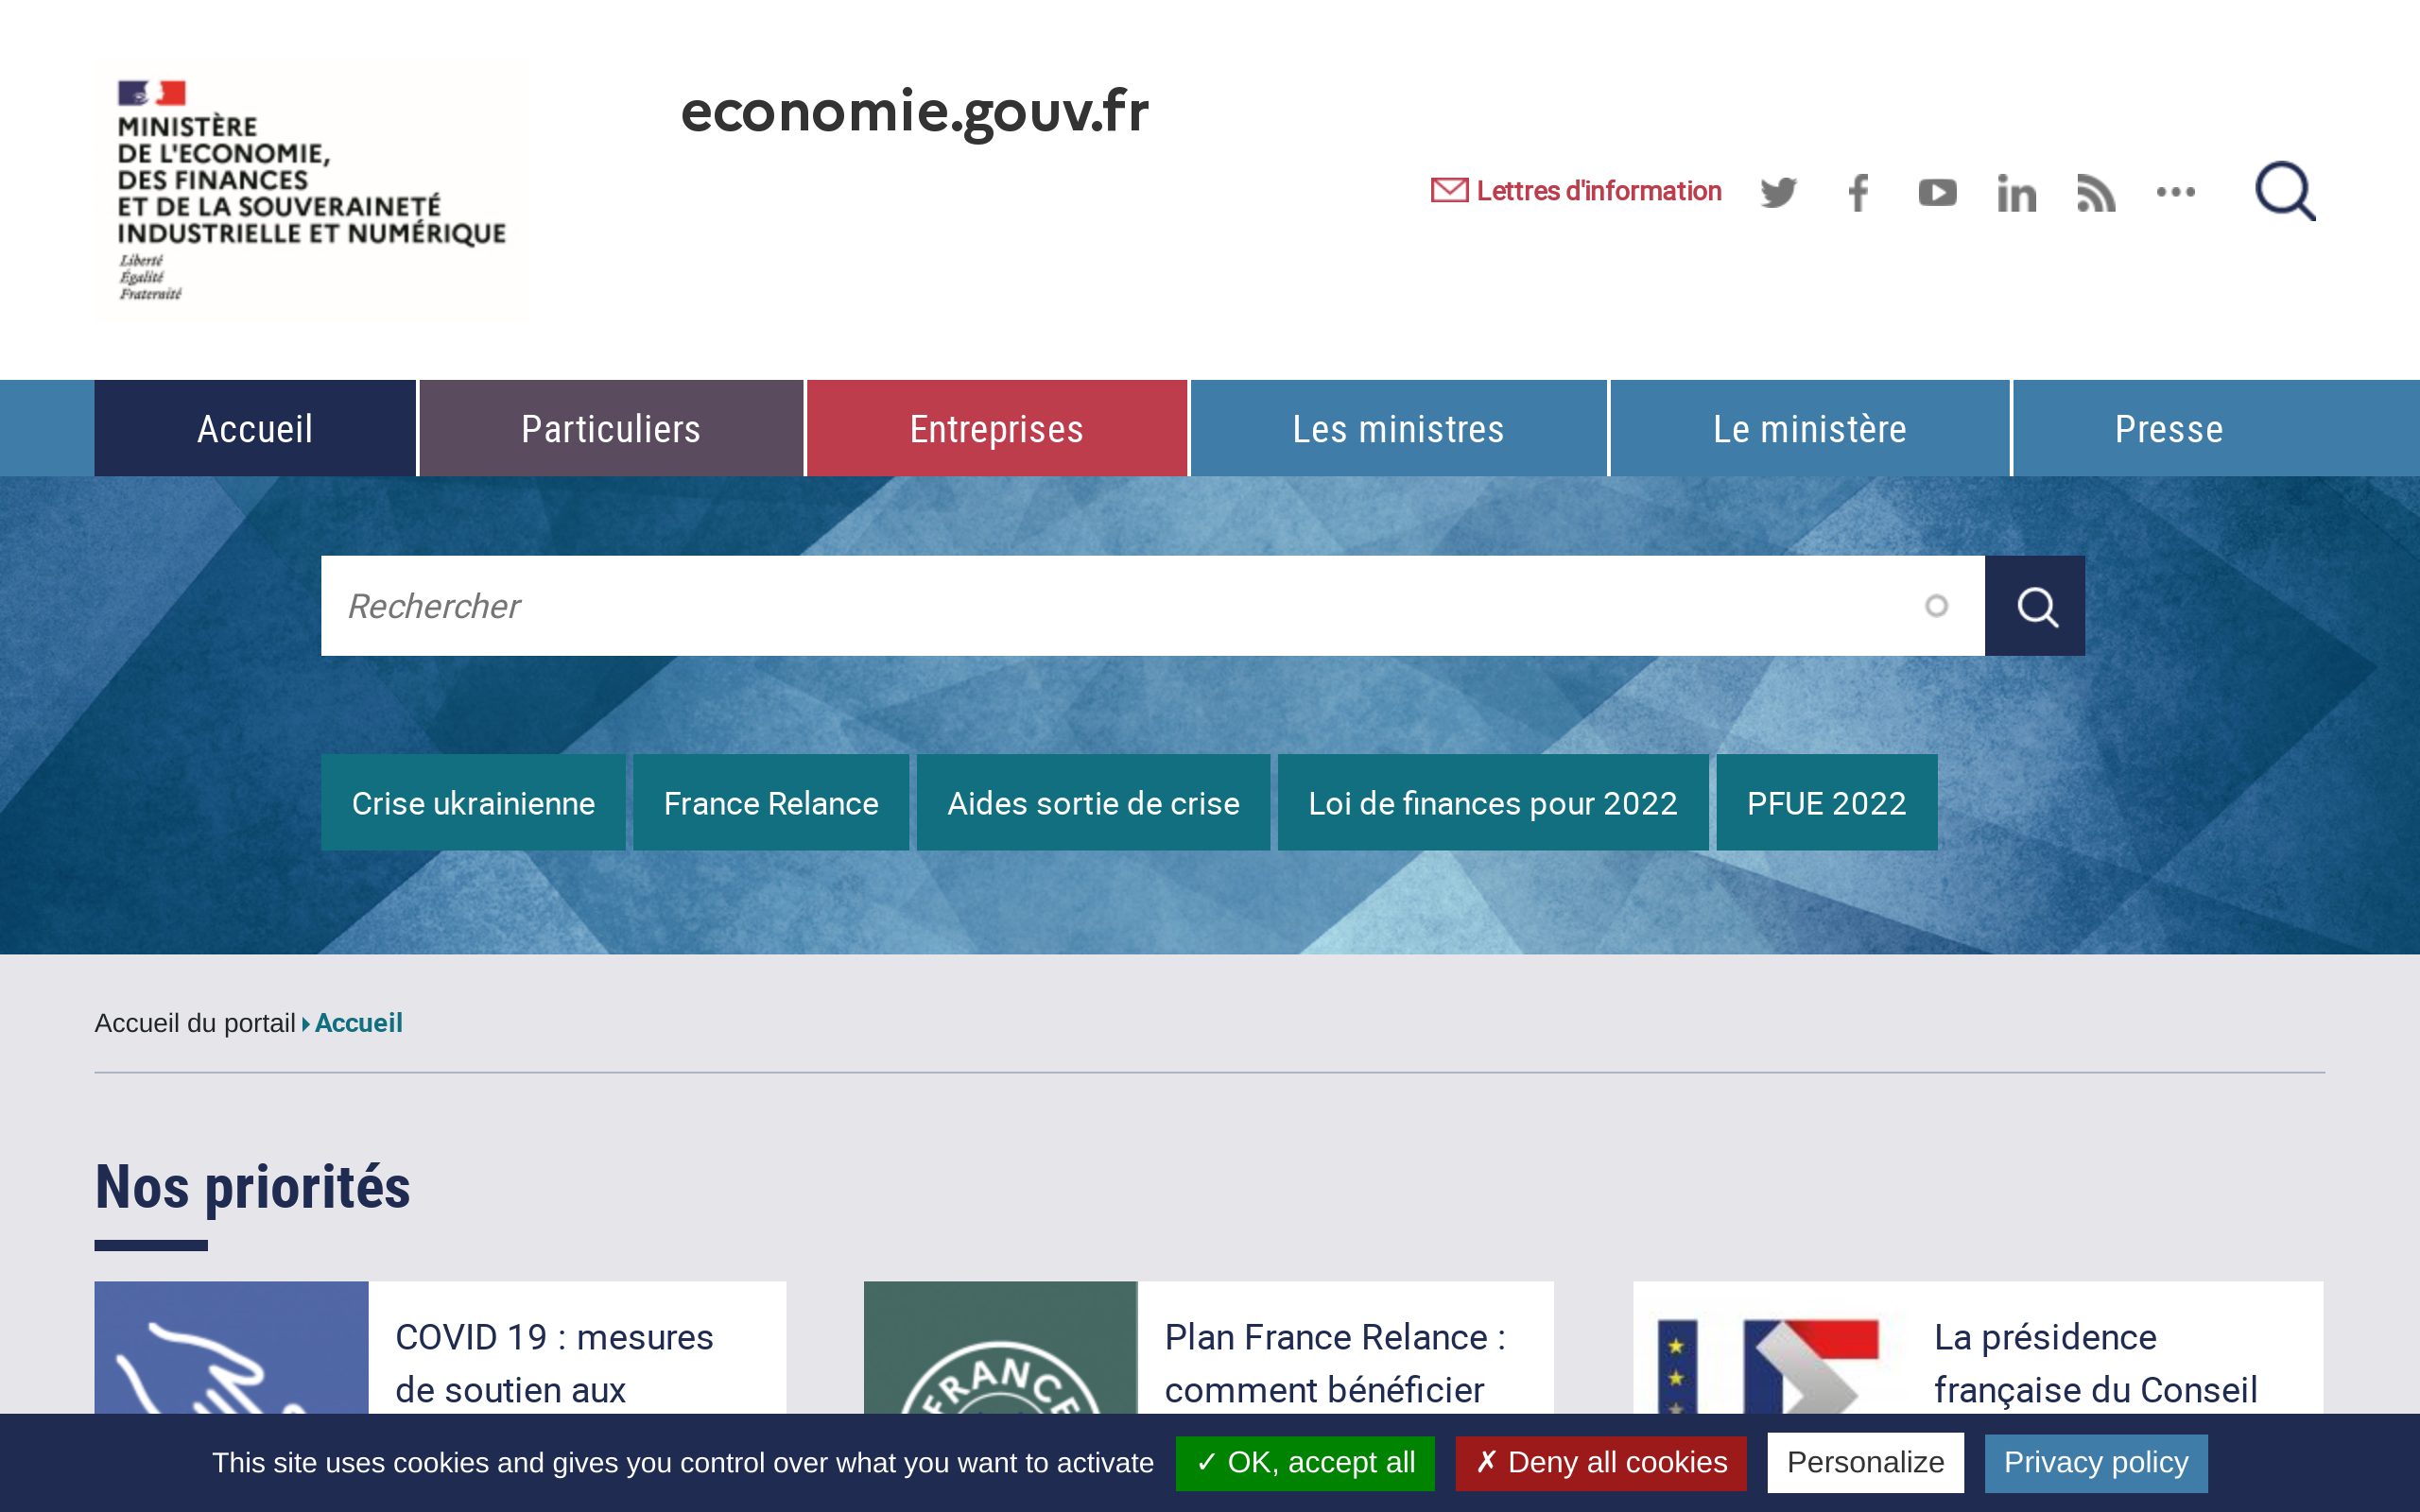 MINISTÈRE
DE L'ECONOMIE,
DES FINANCES
ET DE LA SOUVERAINETÉ
INDUSTRIELLE ET NUMÉRIQUE
Liberté
Égalité
Fraternité
economie.gouv.fr
Lettres d'information
Accueil Particuliers Entreprises Les ministres Le ministère Presse
Rechercher
Crise ukrainienne France Relance Aides sortie de crise Loi de finances pour 2022 PFUE 2022
Accueil du portail Accueil
Nos priorités
COVID 19 : mesures
de soutien aux
FRANCE
Plan France Relance :
comment bénéficier
La présidence
française du Conseil
This site uses cookies and gives you control over what you want to activate ✓ OK, accept all ✗ Deny all cookies Personalize Privacy policy